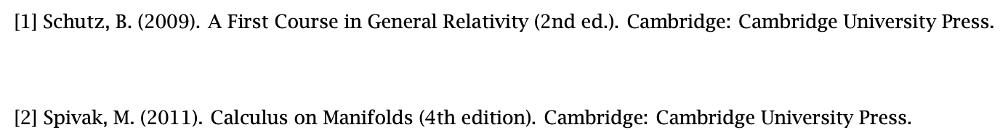 [1] Schutz, B. (2009). A First Course in General Relativity (2nd ed.). Cambridge: Cambridge University Press.
[2] Spivak, M. (2011). Calculus on Manifolds (4th edition). Cambridge: Cambridge University Press.